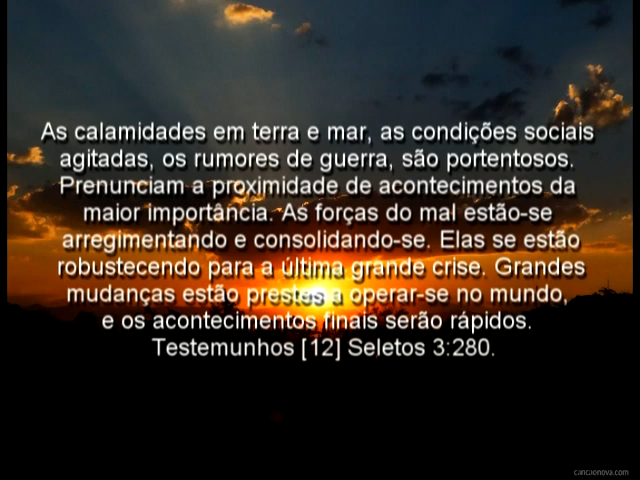 As calamidades em terra e mar, as condições sociais
agitadas, os rumores de guerra, são portentosos.
Prenunciam a proximidade de acontecimentos da
maior importância. As forças do mal estão-se
arregimentando e consolidando-se. Elas se estão
robustecendo para a última grande crise. Grandes
mudanças estão prestes a operar-se no mundo,
e os acontecimentos finais serão rápidos.
Testemunhos [12] Seletos 3:280.
cancaonova.com